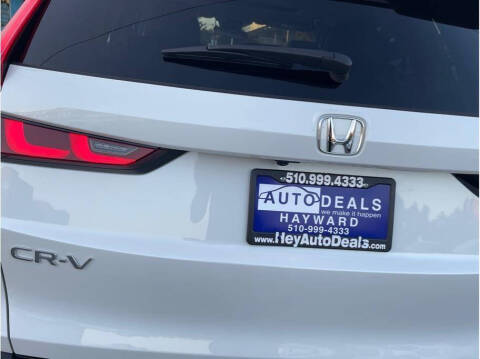 510.999.4333
AUTO DEALS
we make it happen
HAYWARD
510-999-4333
www.HeyAutoDeals.com
CR-V